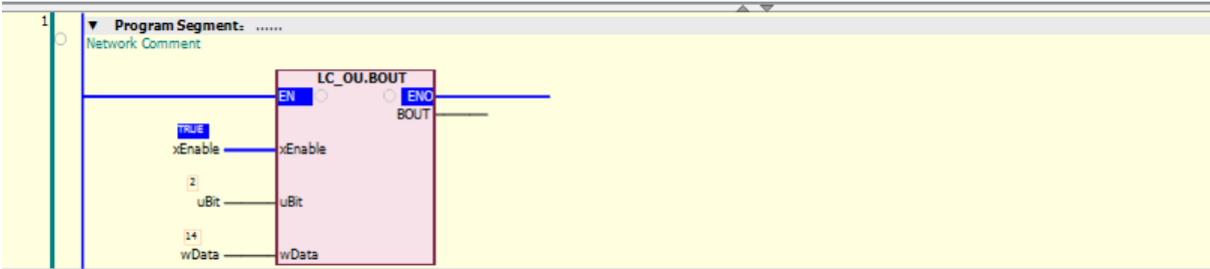 1
▼ Program Segment: ......
Network Comment
LC_OU.BOUT
EN ENO
BOUT
TRUE
xEnable xEnable
2
uBit uBit
14
wData wData